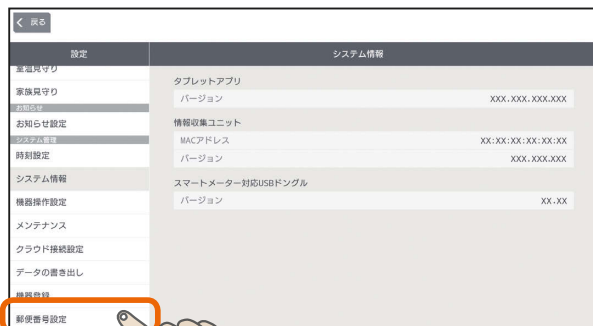 戻る
設定
システム情報
室温見守り
家族見守り
お知らせ
お知らせ設定
システム管理
時刻設定
システム情報
機器操作設定
メンテナンス
クラウド接続設定
データの書き出し
機器登録
郵便番号設定
タブレットアプリ
バージョン XXX.XXX.XXX.XXX
情報収集ユニット
MACアドレス XX:XX:XX:XX:XX:XX
バージョン XXX.XXX.XXX
スマートメーター対応USBドングル
バージョン XX.XX